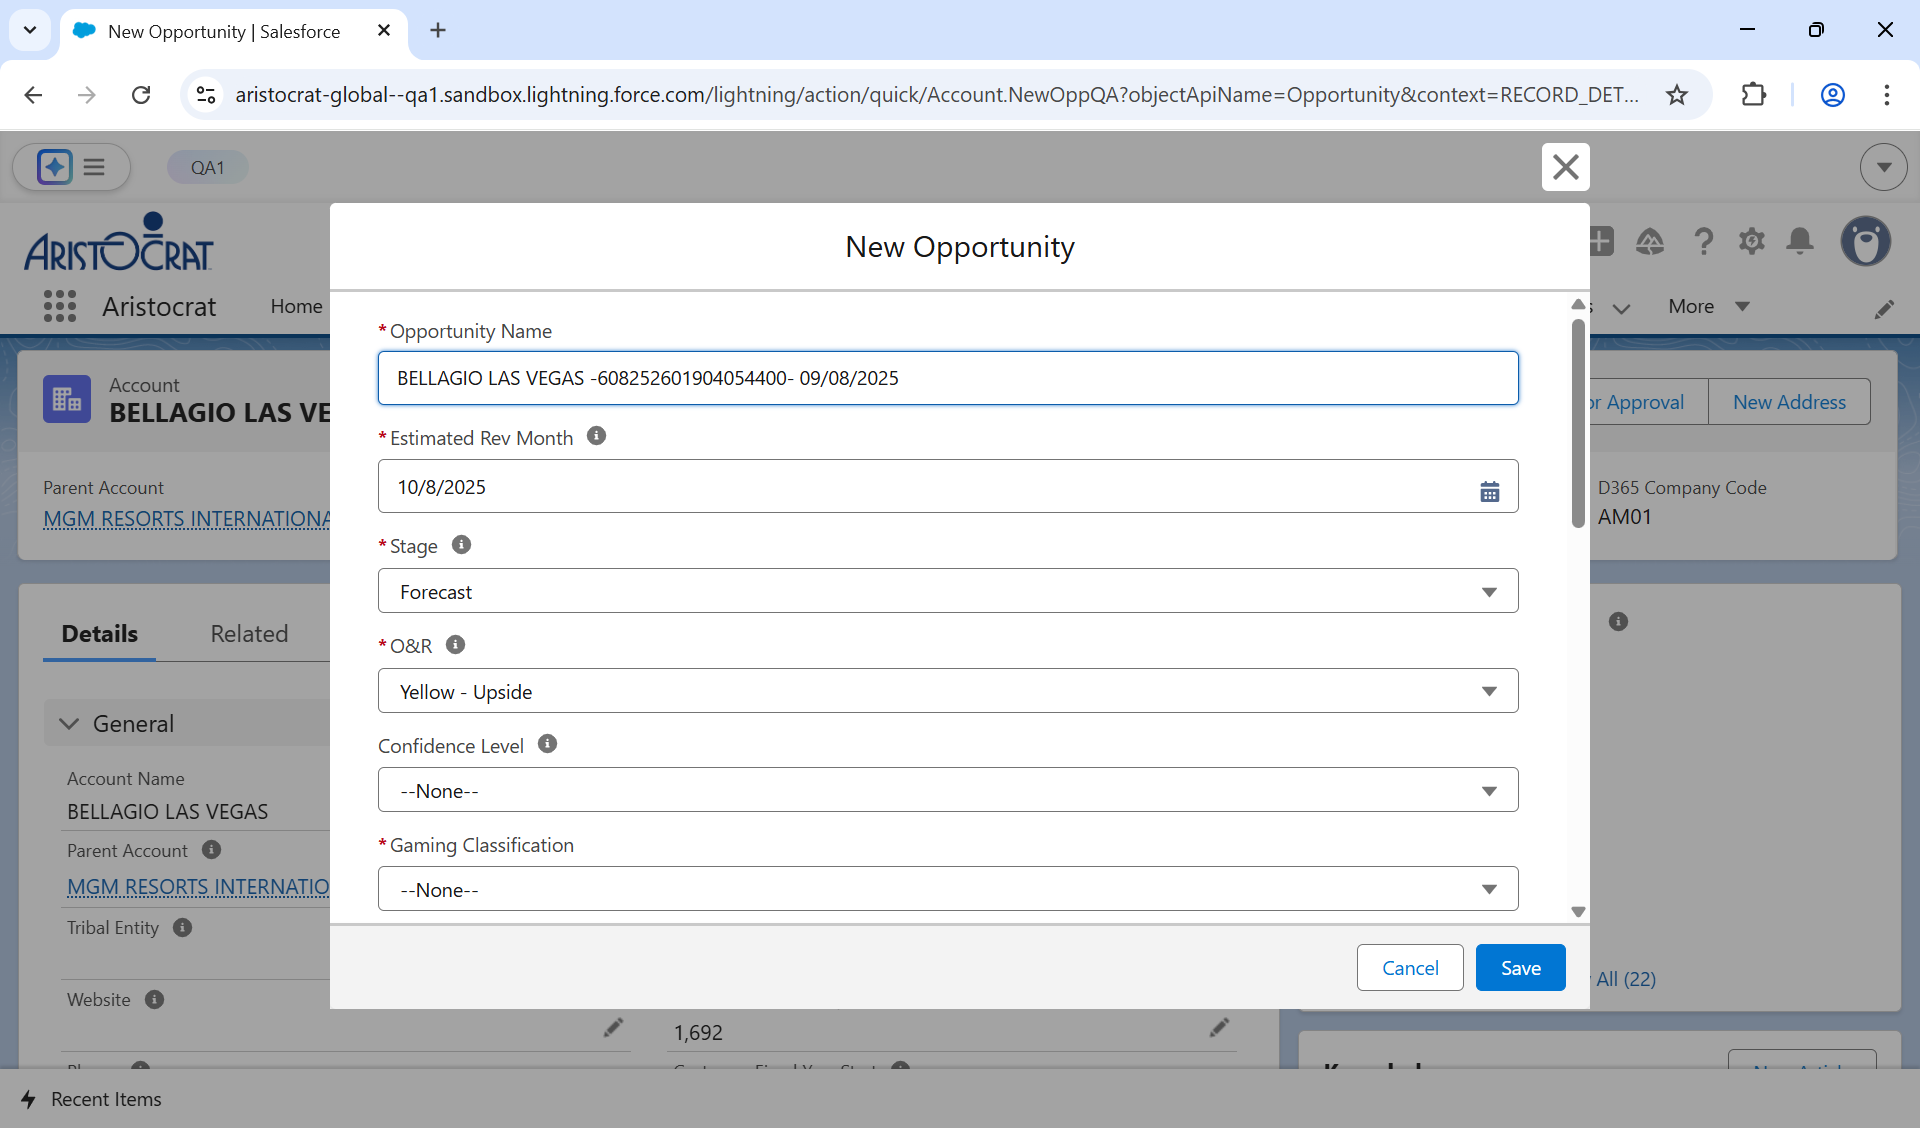 New Opportunity | Salesforce
aristocrat-global--qa1.sandbox.lightning.force.com/lightning/action/quick/Account.NewOppQA?objectApiName=Opportunity&context=RECORD_DET...
QA1
ARISTOCRAT
Aristocrat
Home
More
Account
BELLAGIO LAS VE
or Approval
New Address
Parent Account
MGM RESORTS INTERNATIONA
D365 Company Code
AM01
Details
Related
General
Account Name
BELLAGIO LAS VEGAS
Parent Account
MGM RESORTS INTERNATIO
Tribal Entity
Website
New Opportunity
*Opportunity Name
BELLAGIO LAS VEGAS -608252601904054400- 09/08/2025
*Estimated Rev Month
10/8/2025
*Stage
Forecast
*O&R
Yellow - Upside
Confidence Level
--None--
*Gaming Classification
--None--
Cancel
Save
All (22)
1,692
Recent Items